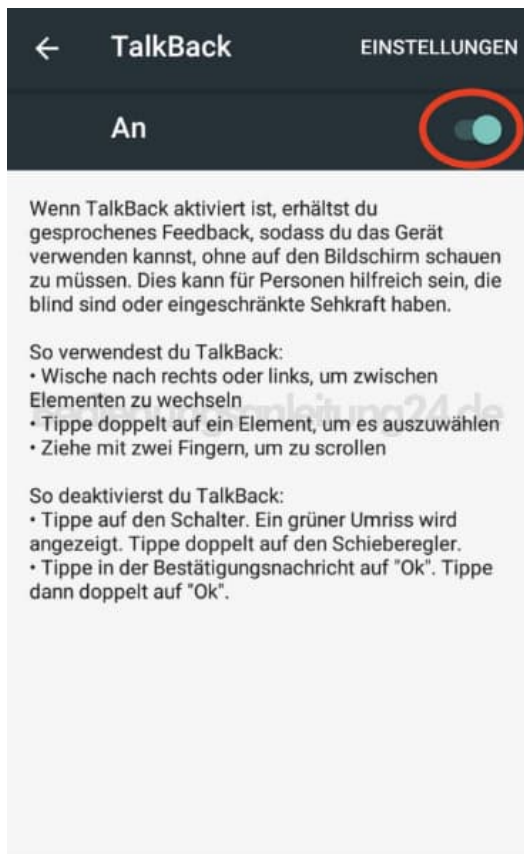 TalkBack
EINSTELLUNGEN
An
Wenn TalkBack aktiviert ist, erhältst du
gesprochenes Feedback, sodass du das Gerät
verwenden kannst, ohne auf den Bildschirm schauen
zu müssen. Dies kann für Personen hilfreich sein, die
blind sind oder eingeschränkte Sehkraft haben.
So verwendest du TalkBack:
• Wische nach rechts oder links, um zwischen
Elementen zu wechseln
• Tippe doppelt auf ein Element, um es auszuwählen
• Ziehe mit zwei Fingern, um zu scrollen
So deaktivierst du TalkBack:
• Tippe auf den Schalter. Ein grüner Umriss wird
angezeigt. Tippe doppelt auf den Schieberegler.
• Tippe in der Bestätigungsnachricht auf "Ok". Tippe
dann doppelt auf "Ok".
bedienungsanleitung24.de